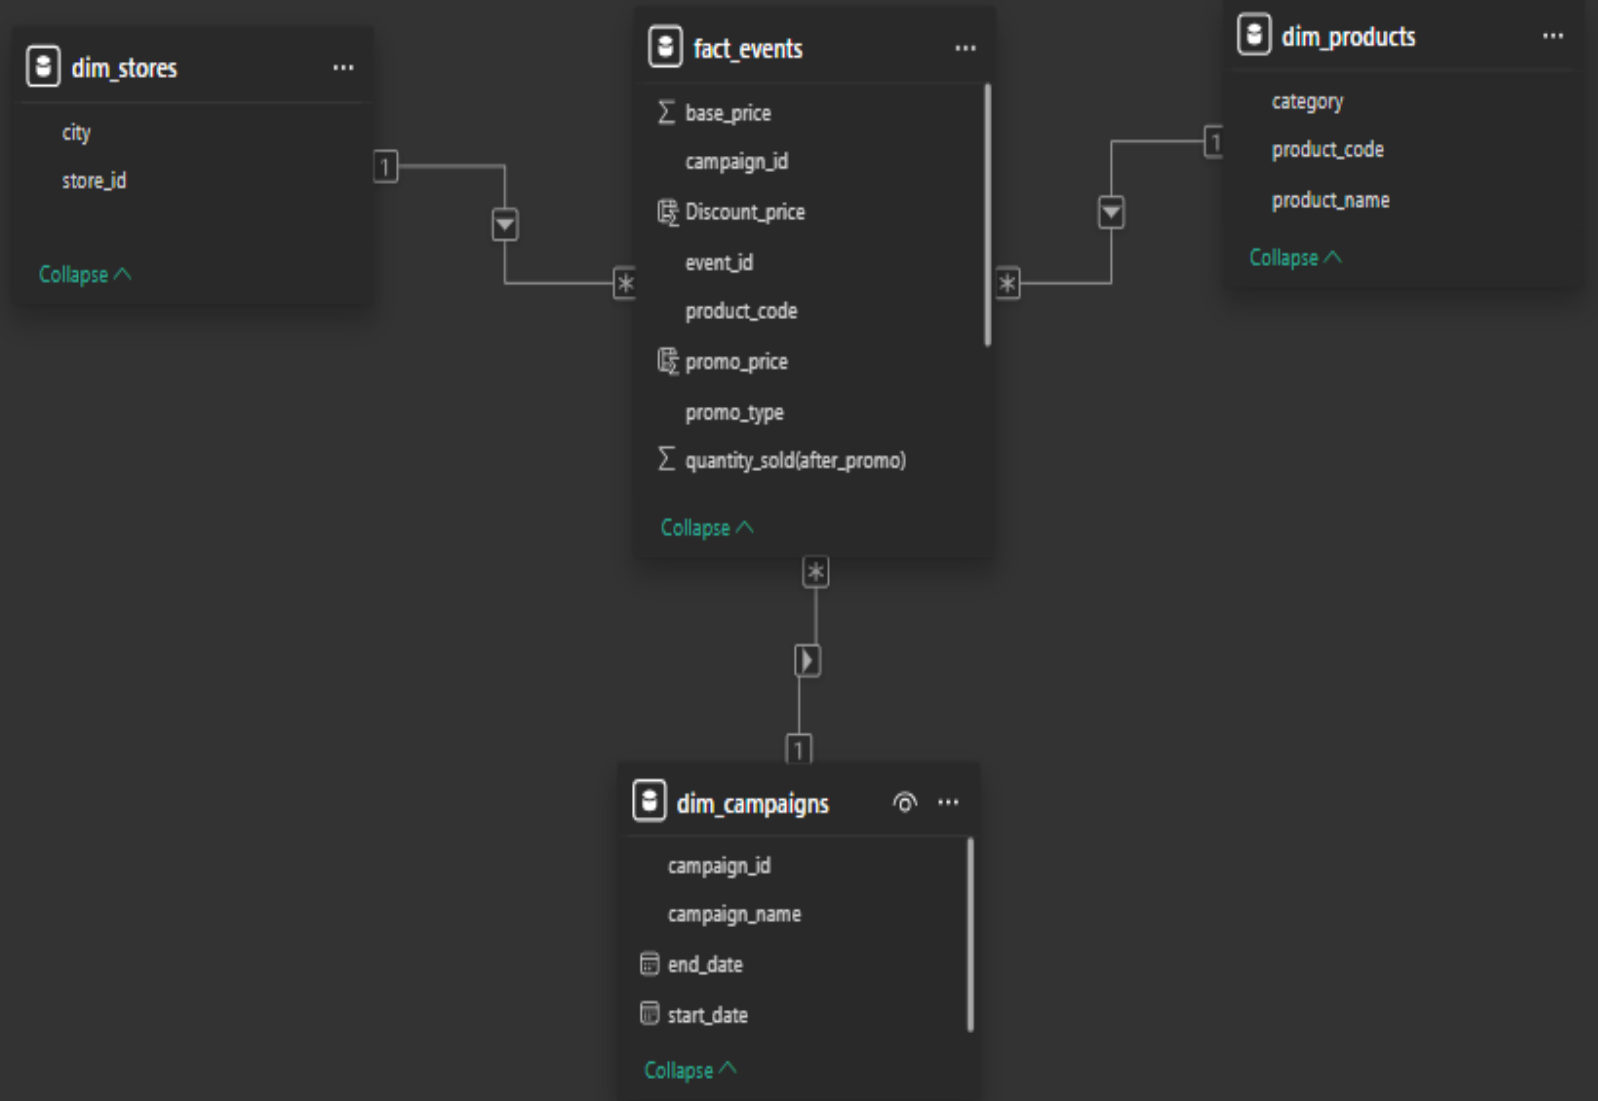 dim_stores
city
store_id
Collapse
1
*
fact_events
base_price
campaign_id
Discount_price
event_id
product_code
promo_price
promo_type
quantity_sold(after_promo)
Collapse
*
1
dim_products
category
product_code
product_name
Collapse
*
1
dim_campaigns
campaign_id
campaign_name
end_date
start_date
Collapse